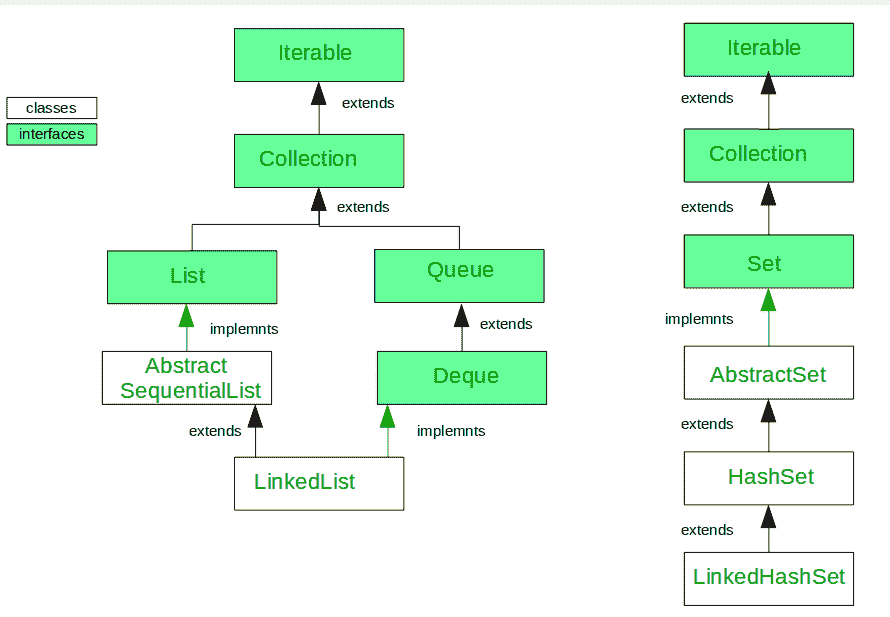 classes
interfaces
Iterable
extends
Collection
extends
List
Queue
implemnts
extends
Abstract
SequentialList
Deque
extends
implemnts
LinkedList
Iterable
extends
Collection
extends
Set
implemnts
AbstractSet
extends
HashSet
extends
LinkedHashSet